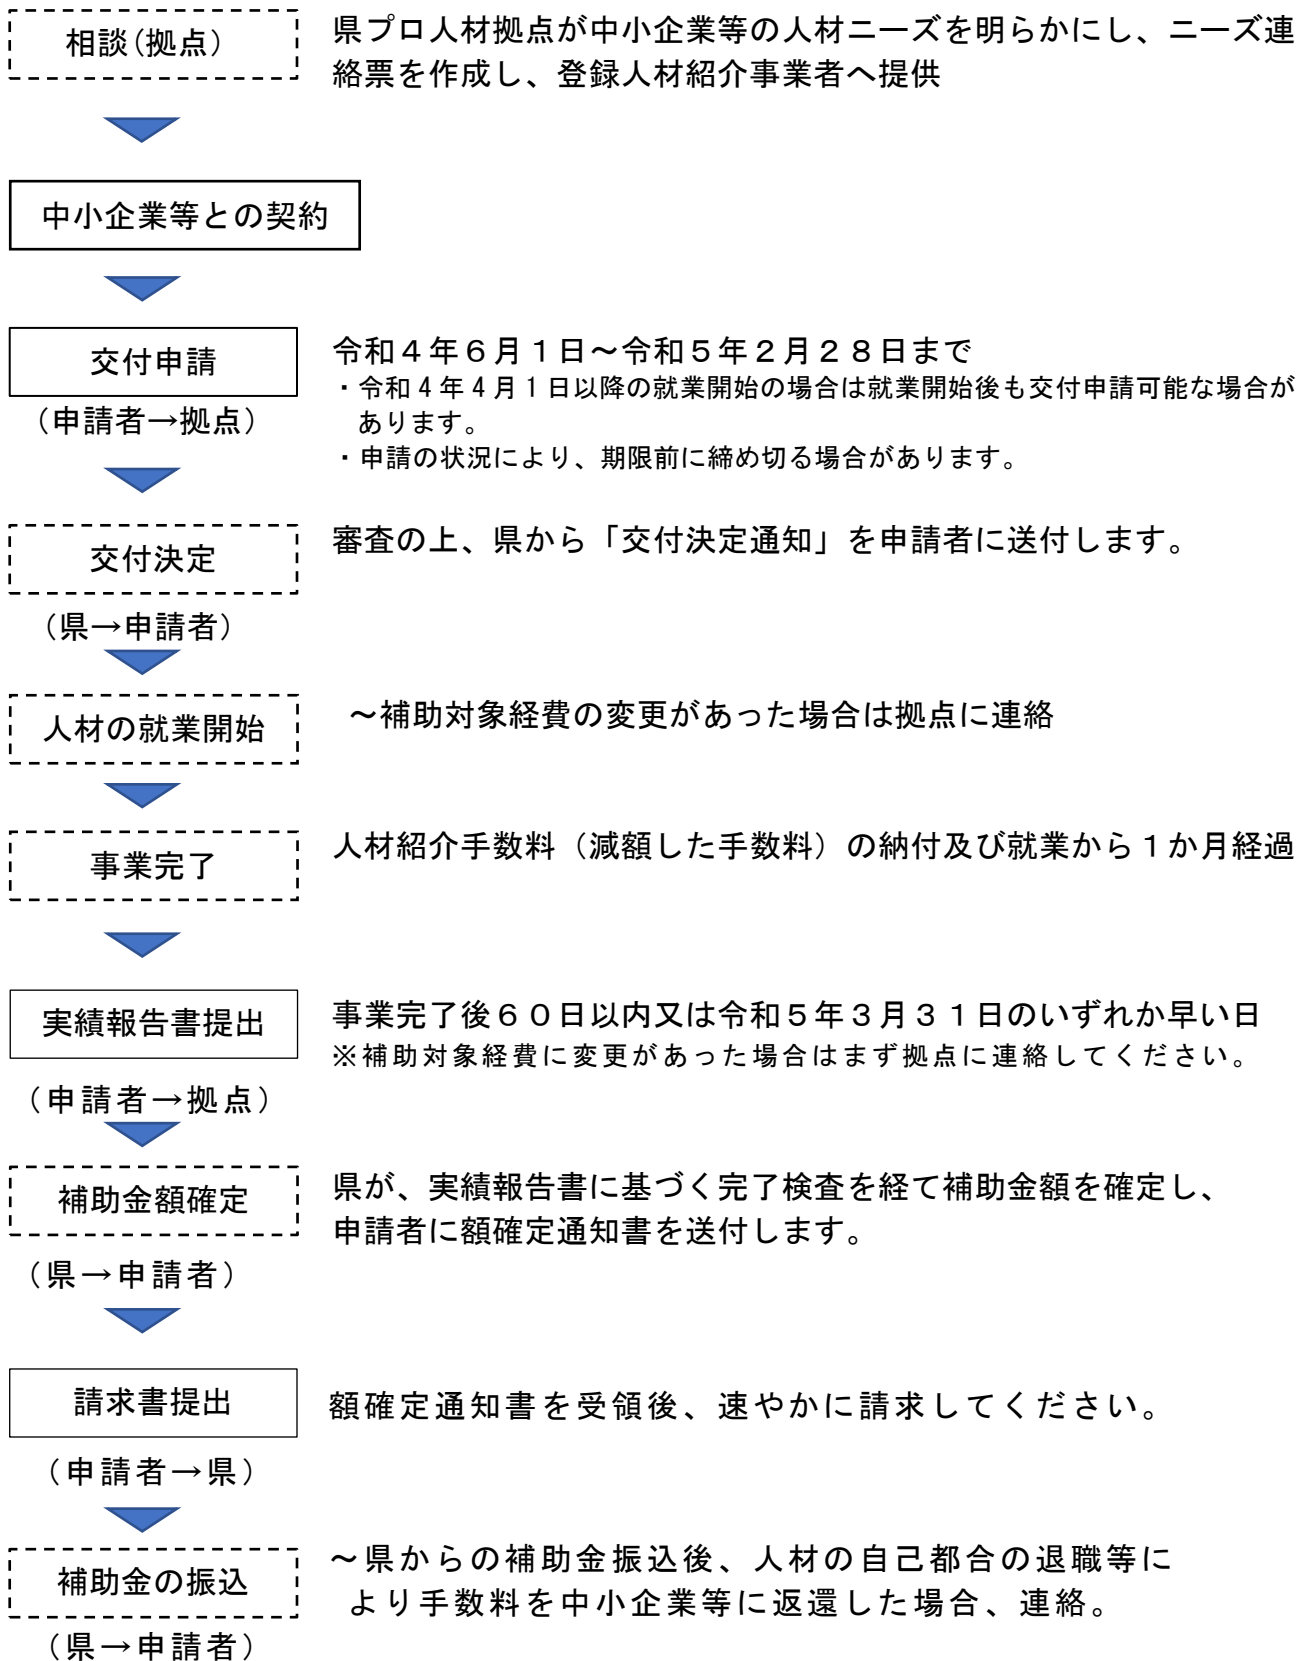 相談(拠点)
県プロ人材拠点が中小企業等の人材ニーズを明らかにし、ニーズ連
絡票を作成し、登録人材紹介事業者へ提供
中小企業等との契約
交付申請
(申請者→拠点)
令和４年６月１日～令和５年２月２８日まで
・令和４年４月１日以降の就業開始の場合は就業開始後も交付申請可能な場合が
あります。
・申請の状況により、期限前に締め切る場合があります。
交付決定
(県→申請者)
審査の上、県から「交付決定通知」を申請者に送付します。
人材の就業開始
～補助対象経費の変更があった場合は拠点に連絡
事業完了
人材紹介手数料（減額した手数料）の納付及び就業から１か月経過
実績報告書提出
(申請者→拠点)
事業完了後６０日以内又は令和５年３月３１日のいずれか早い日
※補助対象経費に変更があった場合はまず拠点に連絡してください。
補助金額確定
(県→申請者)
県が、実績報告書に基づく完了検査を経て補助金額を確定し、
申請者に額確定通知書を送付します。
請求書提出
(申請者→県)
額確定通知書を受領後、速やかに請求してください。
補助金の振込
(県→申請者)
～県からの補助金振込後、人材の自己都合の退職等に
より手数料を中小企業等に返還した場合、連絡。